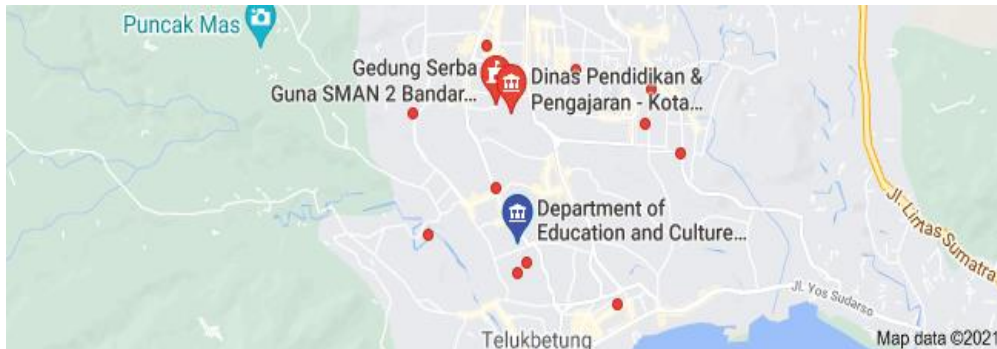 Puncak Mas
Gedung Serba
Guna SMAN 2 Bandar...
Dinas Pendidikan &
Pengajaran - Kota...
Department of
Education and Culture...
Jl. Lintas Sumatra
Jl. Yos Sudarso
Telukbetung
Map data ©2021